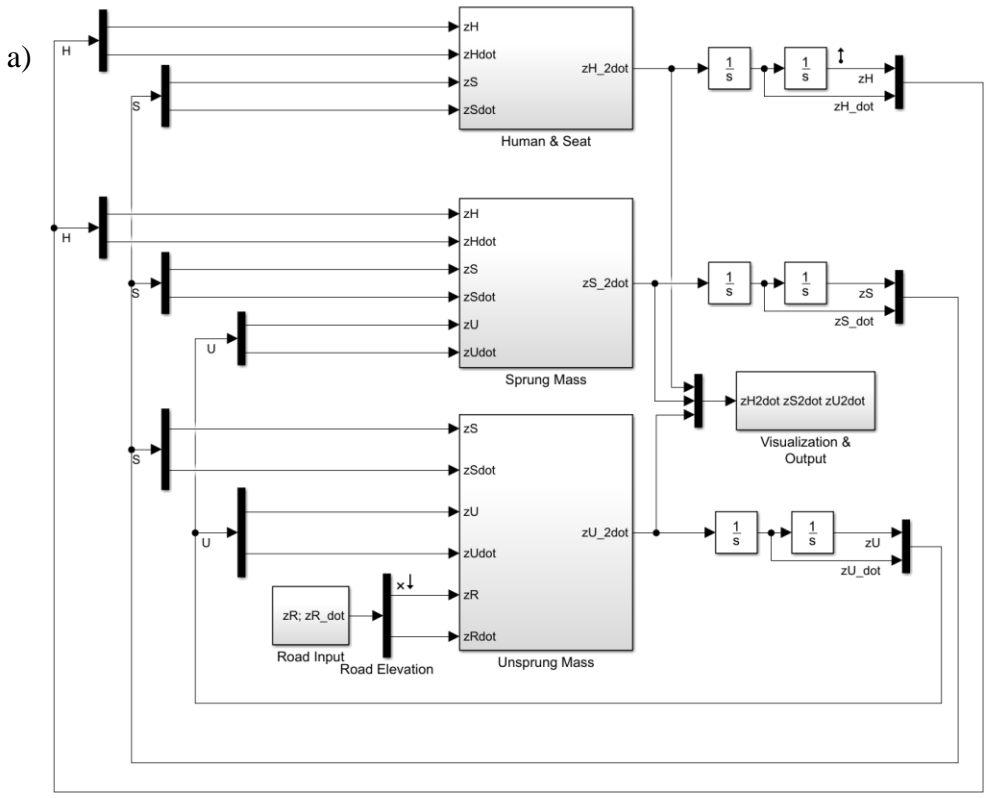 a)
H
zH
zHdot
zS
zSdot
S
zH_2dot
Human & Seat
1
s
1
s
zH
zH_dot
H
zH
zHdot
zS
zSdot
zU
zUdot
S
U
zS_2dot
Sprung Mass
1
s
1
s
zS
zS_dot
zH2dot zS2dot zU2dot
Visualization &
Output
S
U
zS
zSdot
zU
zUdot
zR
zRdot
zU_2dot
Unsprung Mass
1
s
1
s
zU
zU_dot
zR; zR_dot
Road Input
Road Elevation